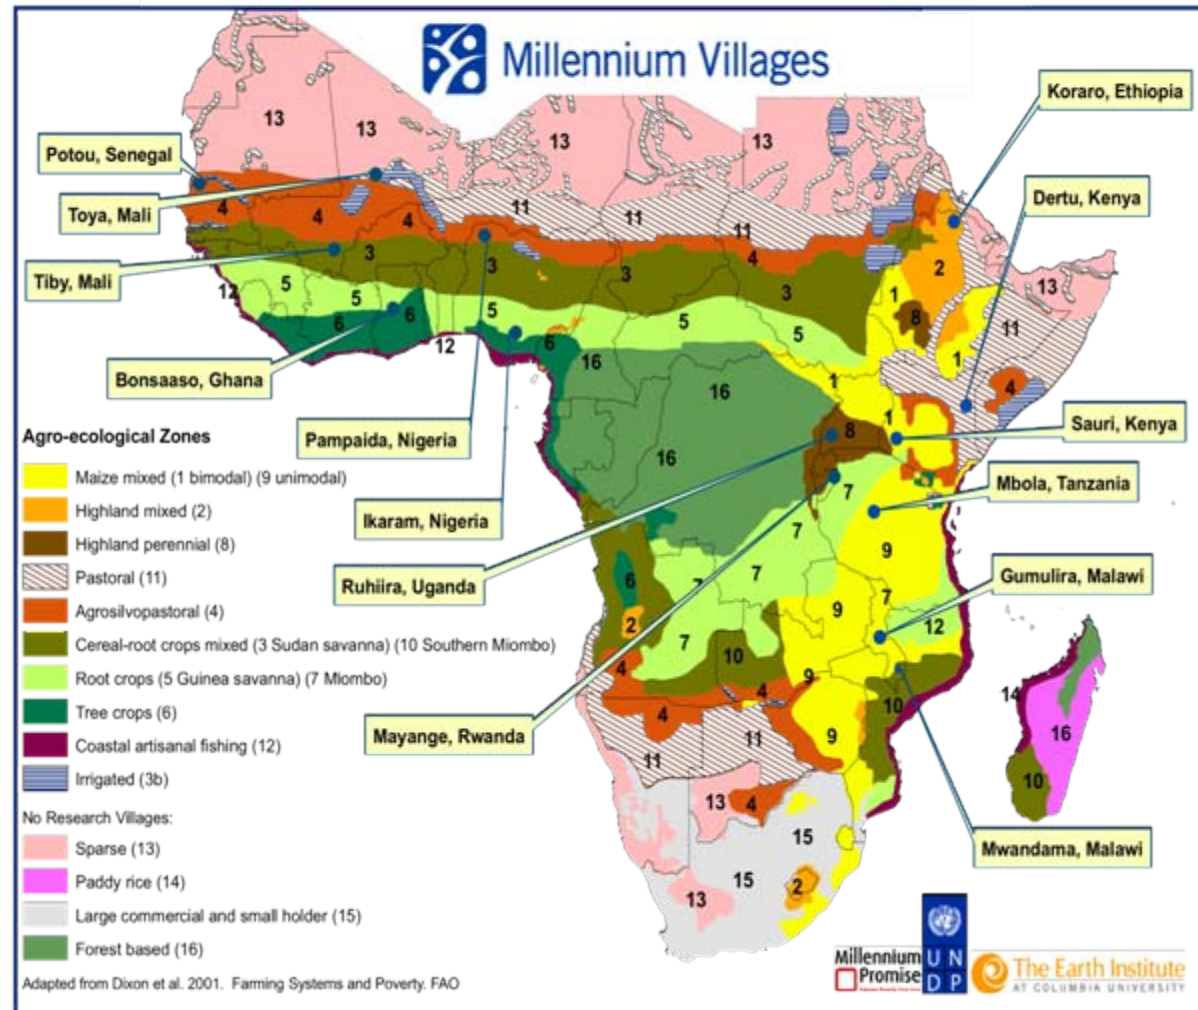 Millennium Villages
Koraro, Ethiopia
Potou, Senegal
Dertu, Kenya
Toya, Mali
Tiby, Mali
Bonsaaso, Ghana
Pampaida, Nigeria
Sauri, Kenya
Mbola, Tanzania
Ikaram, Nigeria
Ruhiira, Uganda
Gumulira, Malawi
Mayange, Rwanda
Mwandama, Malawi
13
13
13
13
4
4
4
11
11
11
4
3
3
3
3
2
13
1
8
11
1
4
12
5
5
5
5
5
6
6
6
12
16
16
16
1
1
8
7
7
7
7
7
7
9
9
9
9
12
6
2
4
10
4
4
10
11
11
13
4
15
15
13
2
14
16
10
Agro-ecological Zones
Maize mixed (1 bimodal) (9 unimodal)
Highland mixed (2)
Highland perennial (8)
Pastoral (11)
Agrosilvopastoral (4)
Cereal-root crops mixed (3 Sudan savanna) (10 Southern Miombo)
Root crops (5 Guinea savanna) (7 Miombo)
Tree crops (6)
Coastal artisanal fishing (12)
Irrigated (3b)
No Research Villages:
Sparse (13)
Paddy rice (14)
Large commercial and small holder (15)
Forest based (16)
Adapted from Dixon et al. 2001. Farming Systems and Poverty. FAO
Millennium
Promise
U N
D P
The Earth Institute
AT COLUMBIA UNIVERSITY